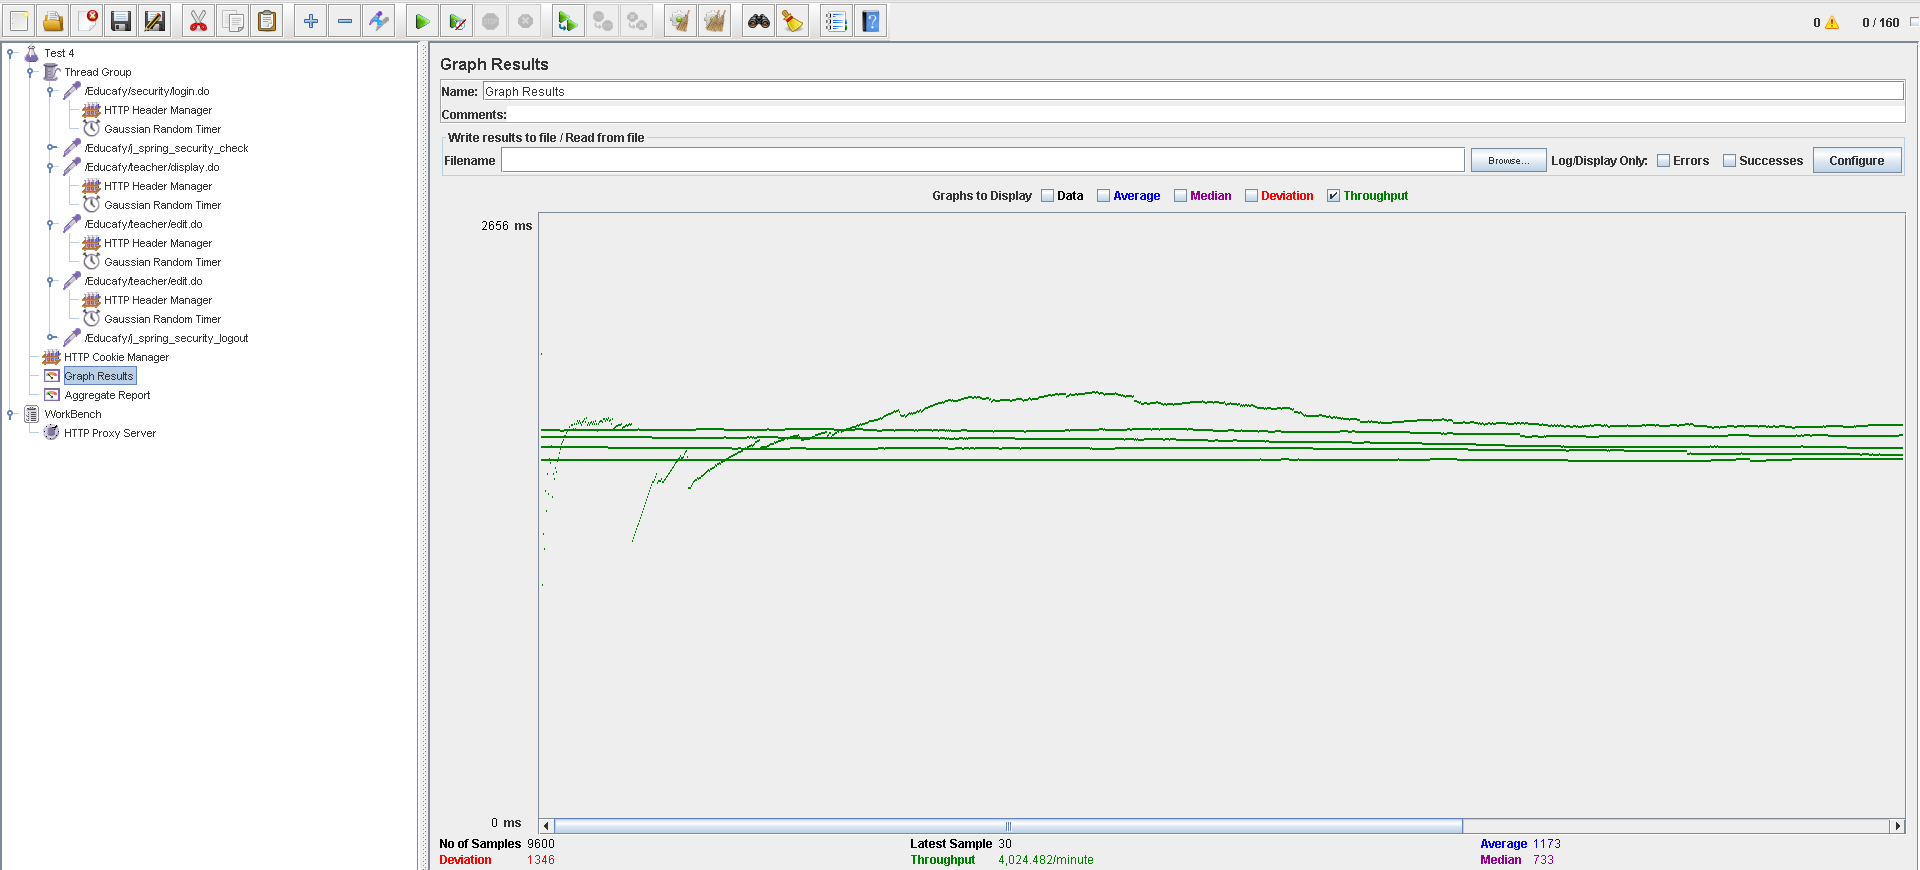 0 0 / 160
Test 4
Thread Group
/Educafy/security/login.do
HTTP Header Manager
Gaussian Random Timer
/Educafy/j_spring_security_check
/Educafy/teacher/display.do
HTTP Header Manager
Gaussian Random Timer
/Educafy/teacher/edit.do
HTTP Header Manager
Gaussian Random Timer
/Educafy/teacher/edit.do
HTTP Header Manager
Gaussian Random Timer
/Educafy/j_spring_security_logout
HTTP Cookie Manager
Graph Results
Aggregate Report
WorkBench
HTTP Proxy Server
Graph Results
Name: Graph Results
Comments:
Write results to file / Read from file
Filename Browse... Log/Display Only: Errors Successes Configure
Graphs to Display Data Average Median Deviation Throughput
2656 ms
0 ms
No of Samples 9600 Latest Sample 30 Average 1173
Deviation 1346 Throughput 4,024.482/minute Median 733